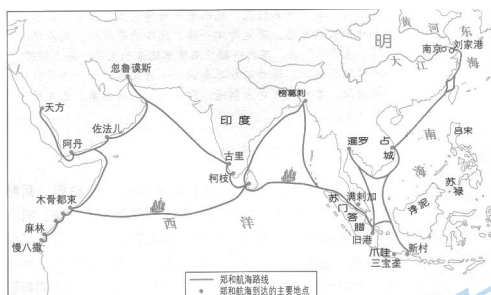 明
黄
河
东
海
南京
刘家港
大
江
忽鲁谟斯
天方
佐法儿
阿丹
印度
榜葛剌
暹罗
占
城
南
海
吕宋
古里
柯枝
苏
禄
满剌加
苏
门
答
腊
浡泥
木骨都束
麻林
慢八撒
西
洋
旧港
爪哇
三宝垄
新村
郑和航海路线
郑和航海到达的主要地点